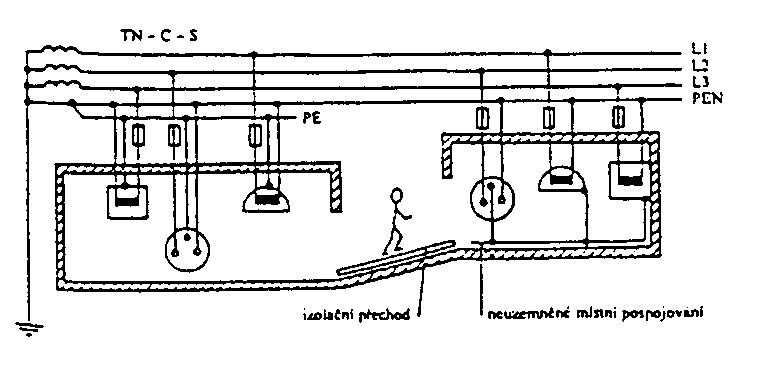 TN - C - S
L1
L2
L3
PEN
PE
izolační přechod
neuzemněné místní pospojování